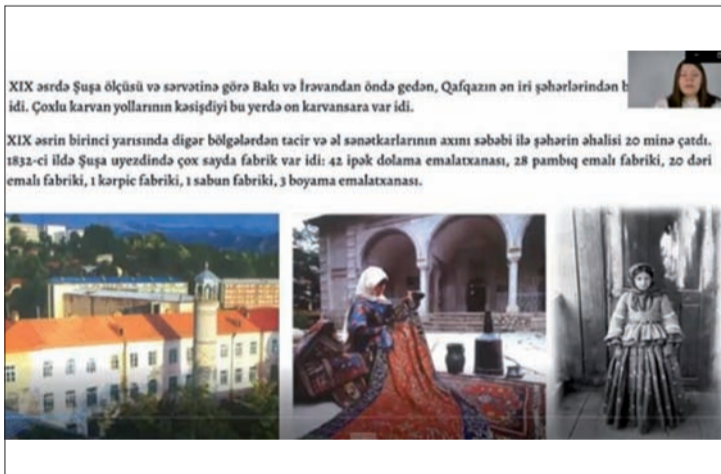 XIX əsrdə Şuşa ölçüsü və sərvətinə görə Bakı və İrəvandan öndə gedən, Qafqazın ən iri şəhərlərindən b
idi. Çoxlu karvan yollarının kəsişdiyi bu yerdə on karvansara var idi.
XIX əsrin birinci yarısında digər bölgələrdən tacir və əl sənətkarlarının axını səbəbi ilə şəhərin əhalisi 20 minə çatdı.
1832-ci ildə Şuşa uyezdində çox sayda fabrik var idi: 42 ipək dolama emalatxanası, 28 pambıq emalı fabriki, 20 dəri
emalı fabriki, 1 kərpic fabriki, 1 sabun fabriki, 3 boyama emalatxanası.